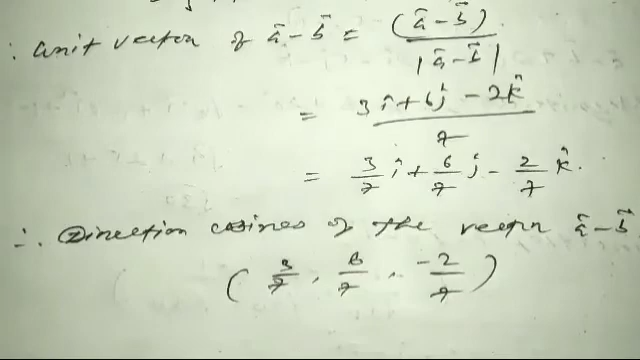 ∴ unit vector of a⃗ - b⃗ = (a⃗ - b⃗) / |a⃗ - b⃗|
= 3î + 6ĵ - 2k̂ / 7
= 3/7 î + 6/7 ĵ - 2/7 k̂.
∴ Direction cosines of the vector a⃗ - b⃗
(3/7, 6/7, -2/7)